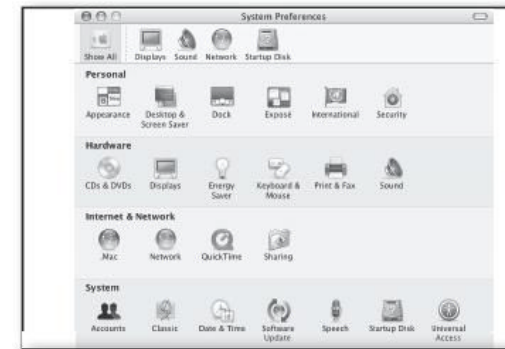 System Preferences
Show All Displays Sound Network Startup Disk
Personal
Appearance Desktop & Screen Saver Dock Exposé International Security
Hardware
CDs & DVDs Displays Energy Saver Keyboard & Mouse Print & Fax Sound
Internet & Network
.Mac Network QuickTime Sharing
System
Accounts Classic Date & Time Software Update Speech Startup Disk Universal Access